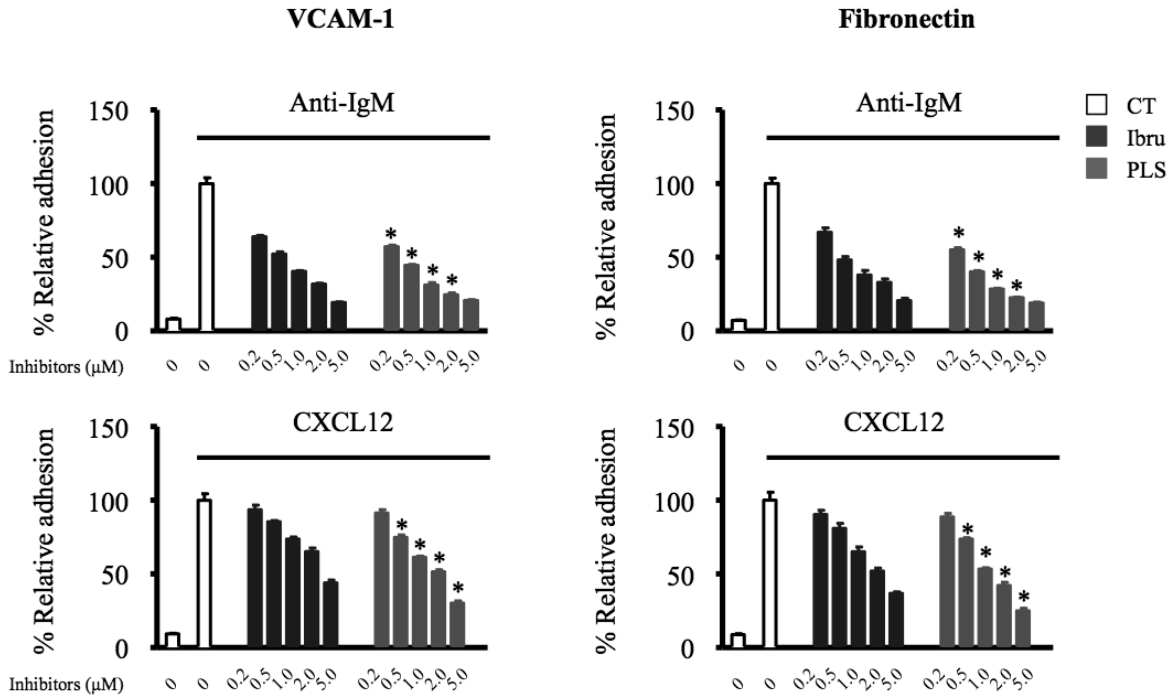 VCAM-1
Fibronectin
Anti-IgM
% Relative adhesion
150
100
50
0
* * * *
Inhibitors (μM) 0 0 0.2 0.5 1.0 2.0 5.0 0.2 0.5 1.0 2.0 5.0
Anti-IgM
% Relative adhesion
150
100
50
0
* * * *
0 0 0.2 0.5 1.0 2.0 5.0 0.2 0.5 1.0 2.0 5.0
CT
Ibru
PLS
CXCL12
% Relative adhesion
150
100
50
0
* * * *
Inhibitors (μM) 0 0 0.2 0.5 1.0 2.0 5.0 0.2 0.5 1.0 2.0 5.0
CXCL12
% Relative adhesion
150
100
50
0
* * * *
Inhibitors (μM) 0 0 0.2 0.5 1.0 2.0 5.0 0.2 0.5 1.0 2.0 5.0